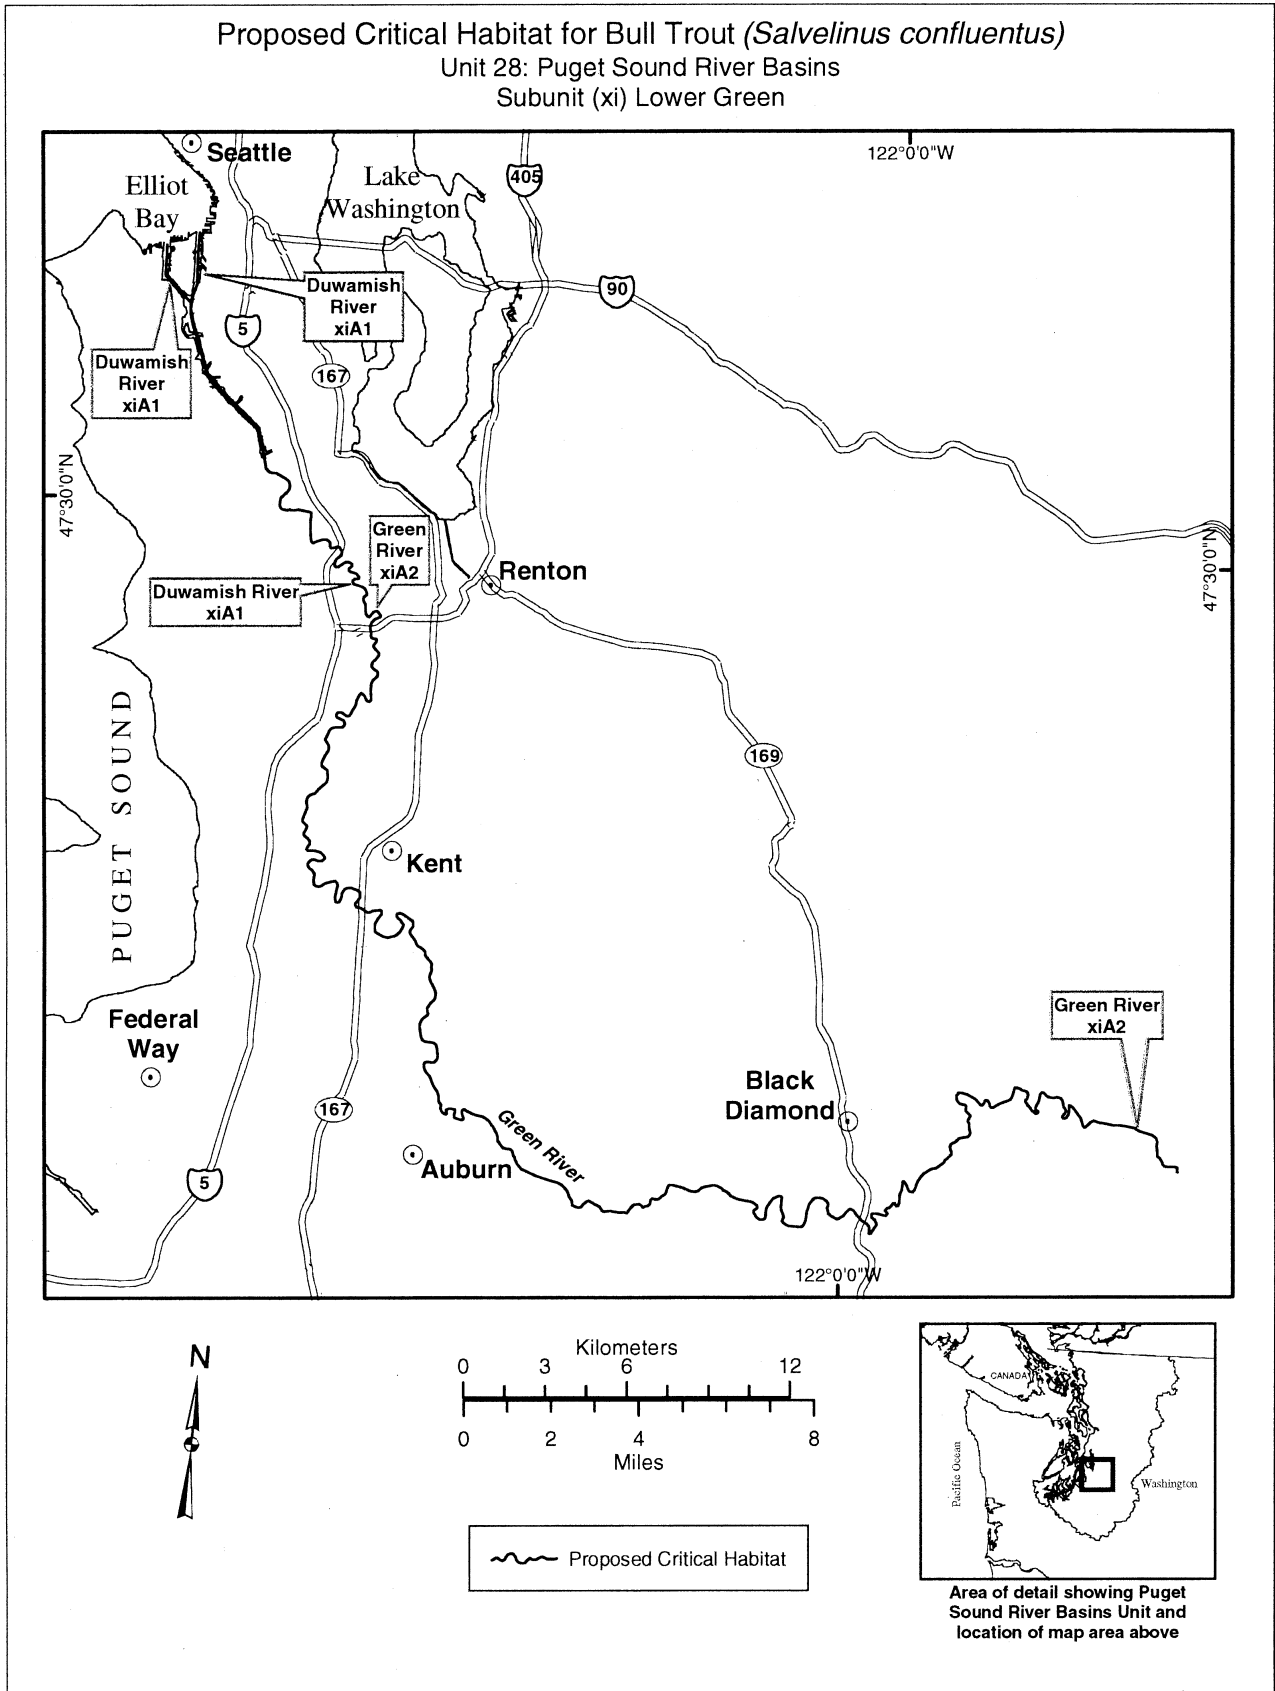 Proposed Critical Habitat for Bull Trout (Salvelinus confluentus)
Unit 28: Puget Sound River Basins
Subunit (xi) Lower Green
122°0'0"W
Seattle
Elliot
Bay
Lake
Washington
405
90
Duwamish
River
xiA1
5
Duwamish
River
xiA1
167
47°30'0"N
47°30'0"N
Green
River
xiA2
Renton
Duwamish River
xiA1
PUGET SOUND
169
Kent
Federal
Way
Green River
xiA2
Black
Diamond
167
Green River
Auburn
5
122°0'0"W
N
Kilometers
0 3 6 12
0 2 4 8
Miles
Proposed Critical Habitat
CANADA
Pacific Ocean
Washington
Area of detail showing Puget
Sound River Basins Unit and
location of map area above